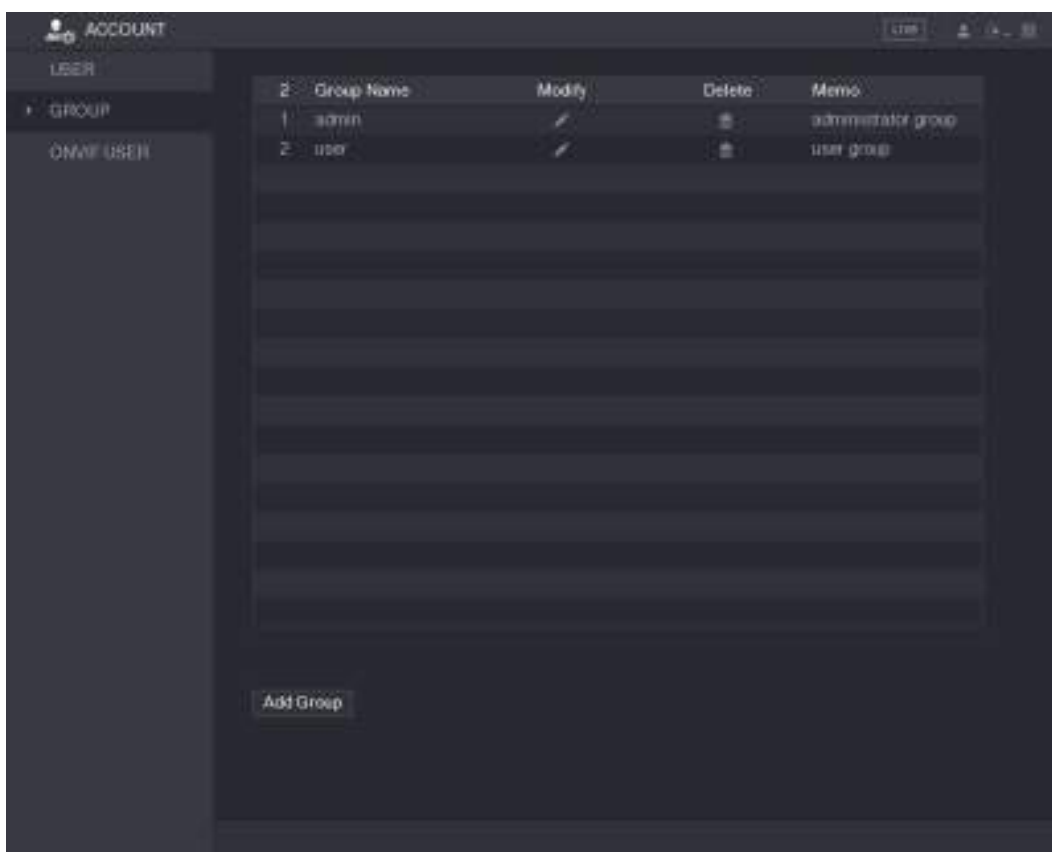 ACCOUNT
LIVE
USER
GROUP
ONVIF USER
2 Group Name Modify Delete Memo
1 admin administrator group
2 user user group
Add Group